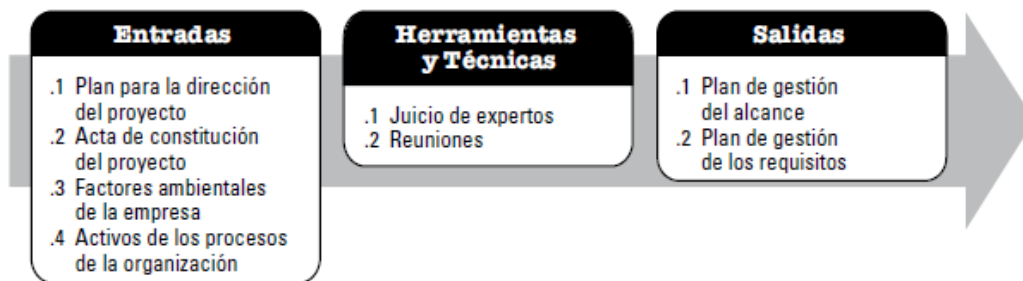 Entradas
.1 Plan para la dirección
del proyecto
.2 Acta de constitución
del proyecto
.3 Factores ambientales
de la empresa
.4 Activos de los procesos
de la organización
Herramientas
y Técnicas
.1 Juicio de expertos
.2 Reuniones
Salidas
.1 Plan de gestión
del alcance
.2 Plan de gestión
de los requisitos